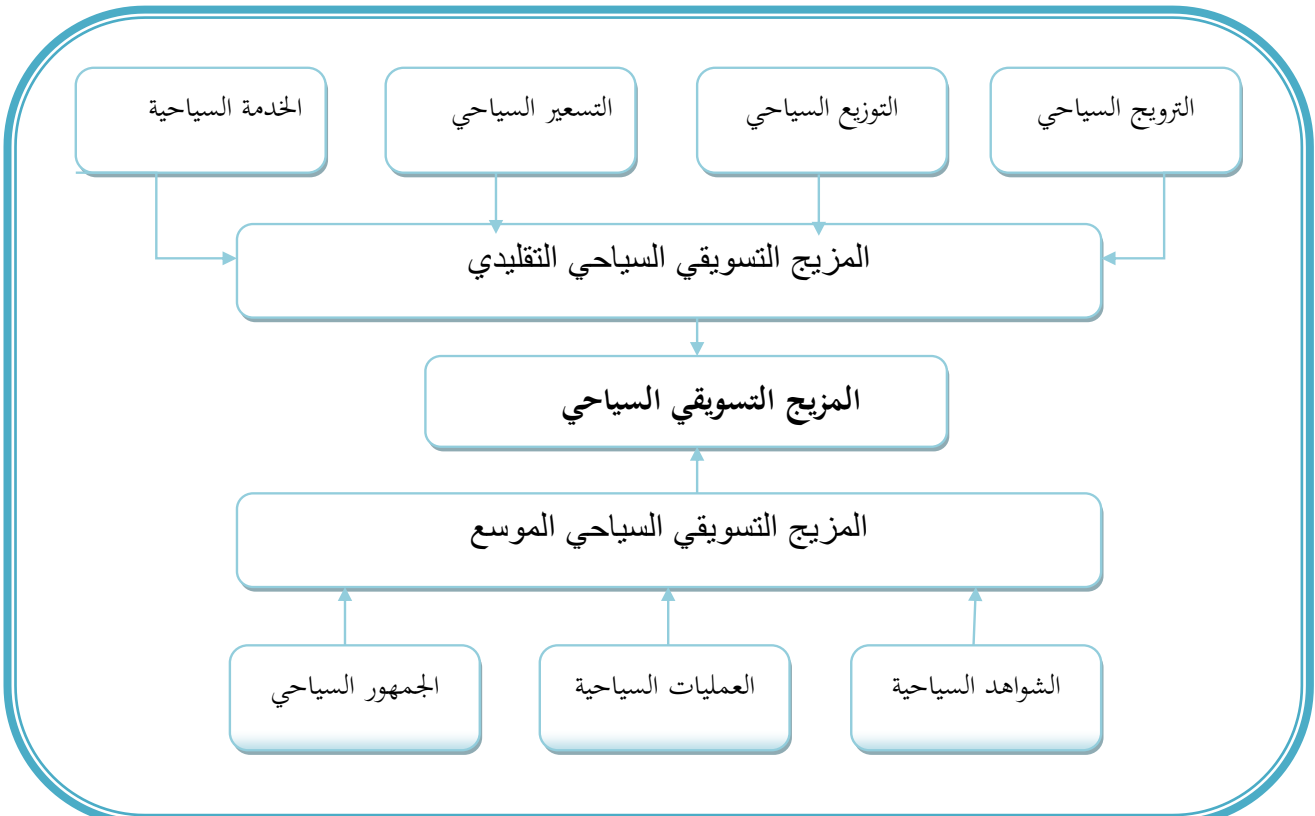 الترويج السياحي
التوزيع السياحي
التسعير السياحي
الخدمة السياحية
المزيج التسويقي السياحي التقليدي
المزيج التسويقي السياحي
المزيج التسويقي السياحي الموسع
الشواهد السياحية
العمليات السياحية
الجمهور السياحي